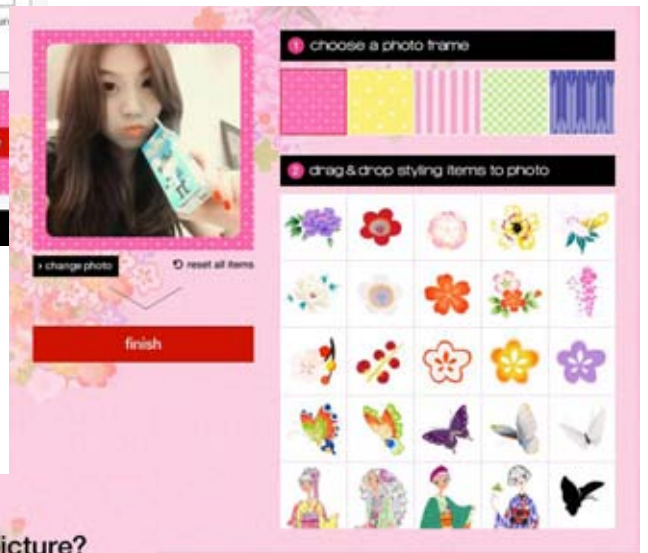 1 choose a photo frame
2 drag & drop styling items to photo
› change photo
reset all items
finish
icture?